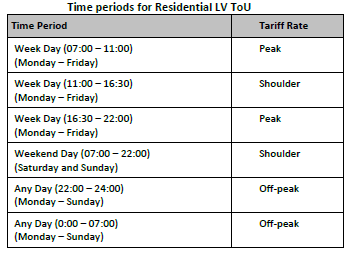 Time periods for Residential LV ToU
Time Period Tariff Rate
Week Day (07:00 – 11:00) Peak
(Monday – Friday)
Week Day (11:00 – 16:30) Shoulder
(Monday – Friday)
Week Day (16:30 – 22:00) Peak
(Monday – Friday)
Weekend Day (07:00 – 22:00) Shoulder
(Saturday and Sunday)
Any Day (22:00 – 24:00) Off-peak
(Monday – Sunday)
Any Day (0:00 – 07:00) Off-peak
(Monday – Sunday)